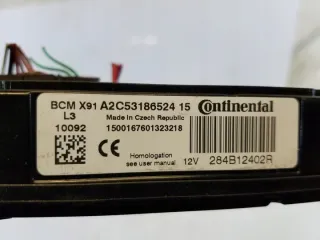 BCM X91 A2C53186524 15 Continental
L3 Made in Czech Republic
10092 1500167601323218
CE Homologation
see user manual 12V 284B12402R